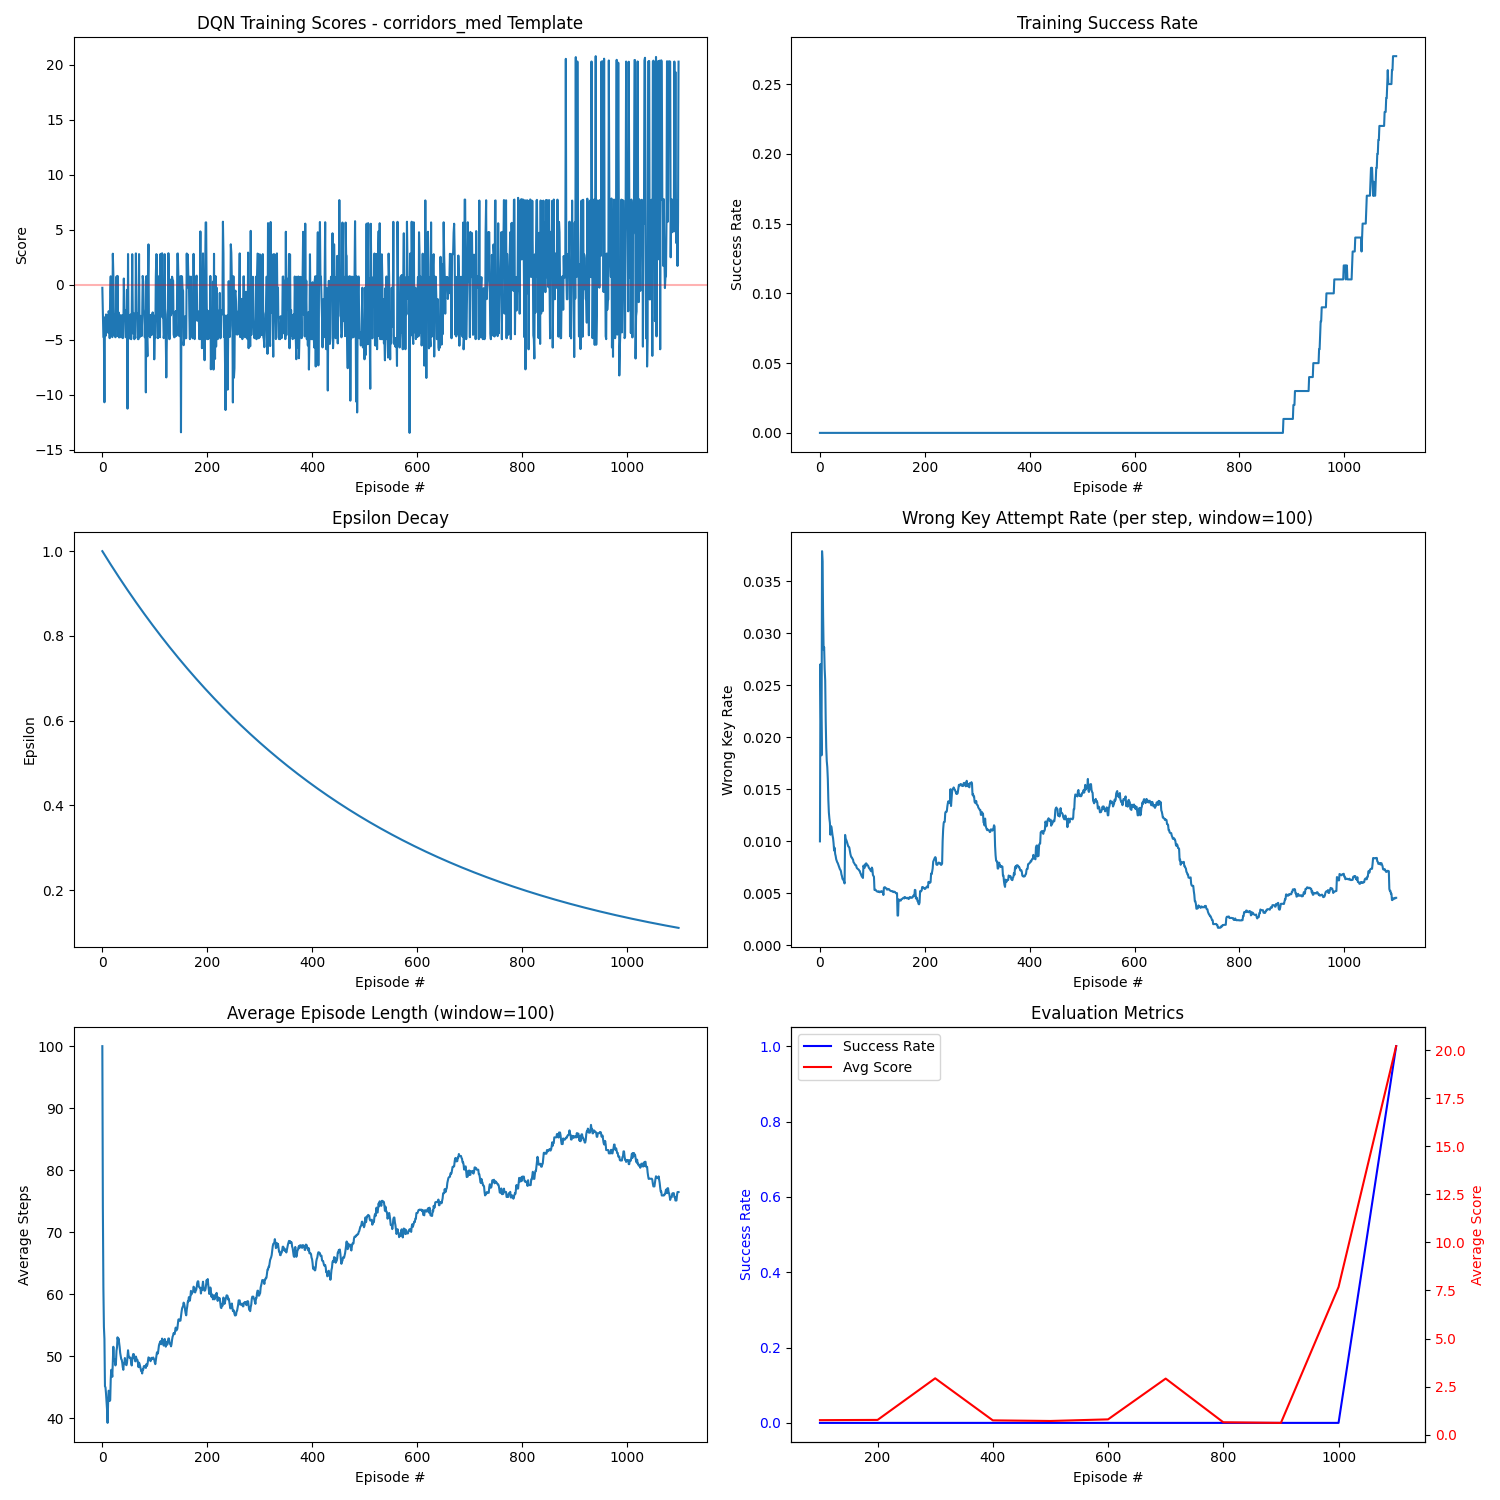 DQN Training Scores - corridors_med Template
20
15
10
5
0
−5
−10
−15
Score
0 200 400 600 800 1000
Episode #
Training Success Rate
0.25
0.20
0.15
0.10
0.05
0.00
Success Rate
0 200 400 600 800 1000
Episode #
Epsilon Decay
1.0
0.8
0.6
0.4
0.2
Epsilon
0 200 400 600 800 1000
Episode #
Wrong Key Attempt Rate (per step, window=100)
0.035
0.030
0.025
0.020
0.015
0.010
0.005
0.000
Wrong Key Rate
0 200 400 600 800 1000
Episode #
Average Episode Length (window=100)
100
90
80
70
60
50
40
Average Steps
0 200 400 600 800 1000
Episode #
Evaluation Metrics
Success Rate
Avg Score
1.0
0.8
0.6
0.4
0.2
0.0
Success Rate
20.0
17.5
15.0
12.5
10.0
7.5
5.0
2.5
0.0
Average Score
200 400 600 800 1000
Episode #